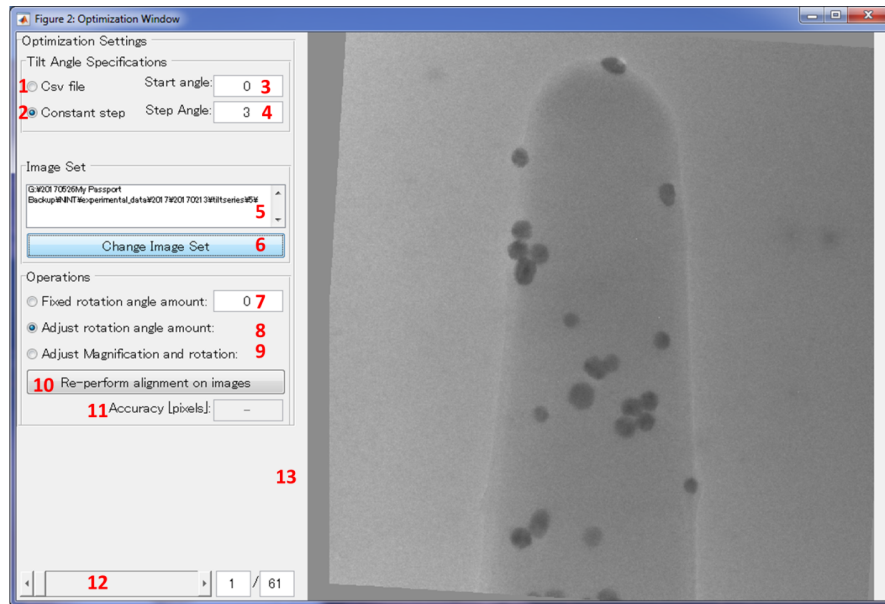 Figure 2: Optimization Window
Optimization Settings
Tilt Angle Specifications
1 Csv file Start angle: 0 3
2 Constant step Step Angle: 3 4
Image Set
G:¥20170526My Passport
Backup¥NINT¥experimental_data¥2017¥20170213¥tiltseries¥5¥
5
Change Image Set 6
Operations
Fixed rotation angle amount: 0 7
Adjust rotation angle amount: 8
Adjust Magnification and rotation: 9
10 Re-perform alignment on images
11 Accuracy [pixels]: -
13
12 1 / 61